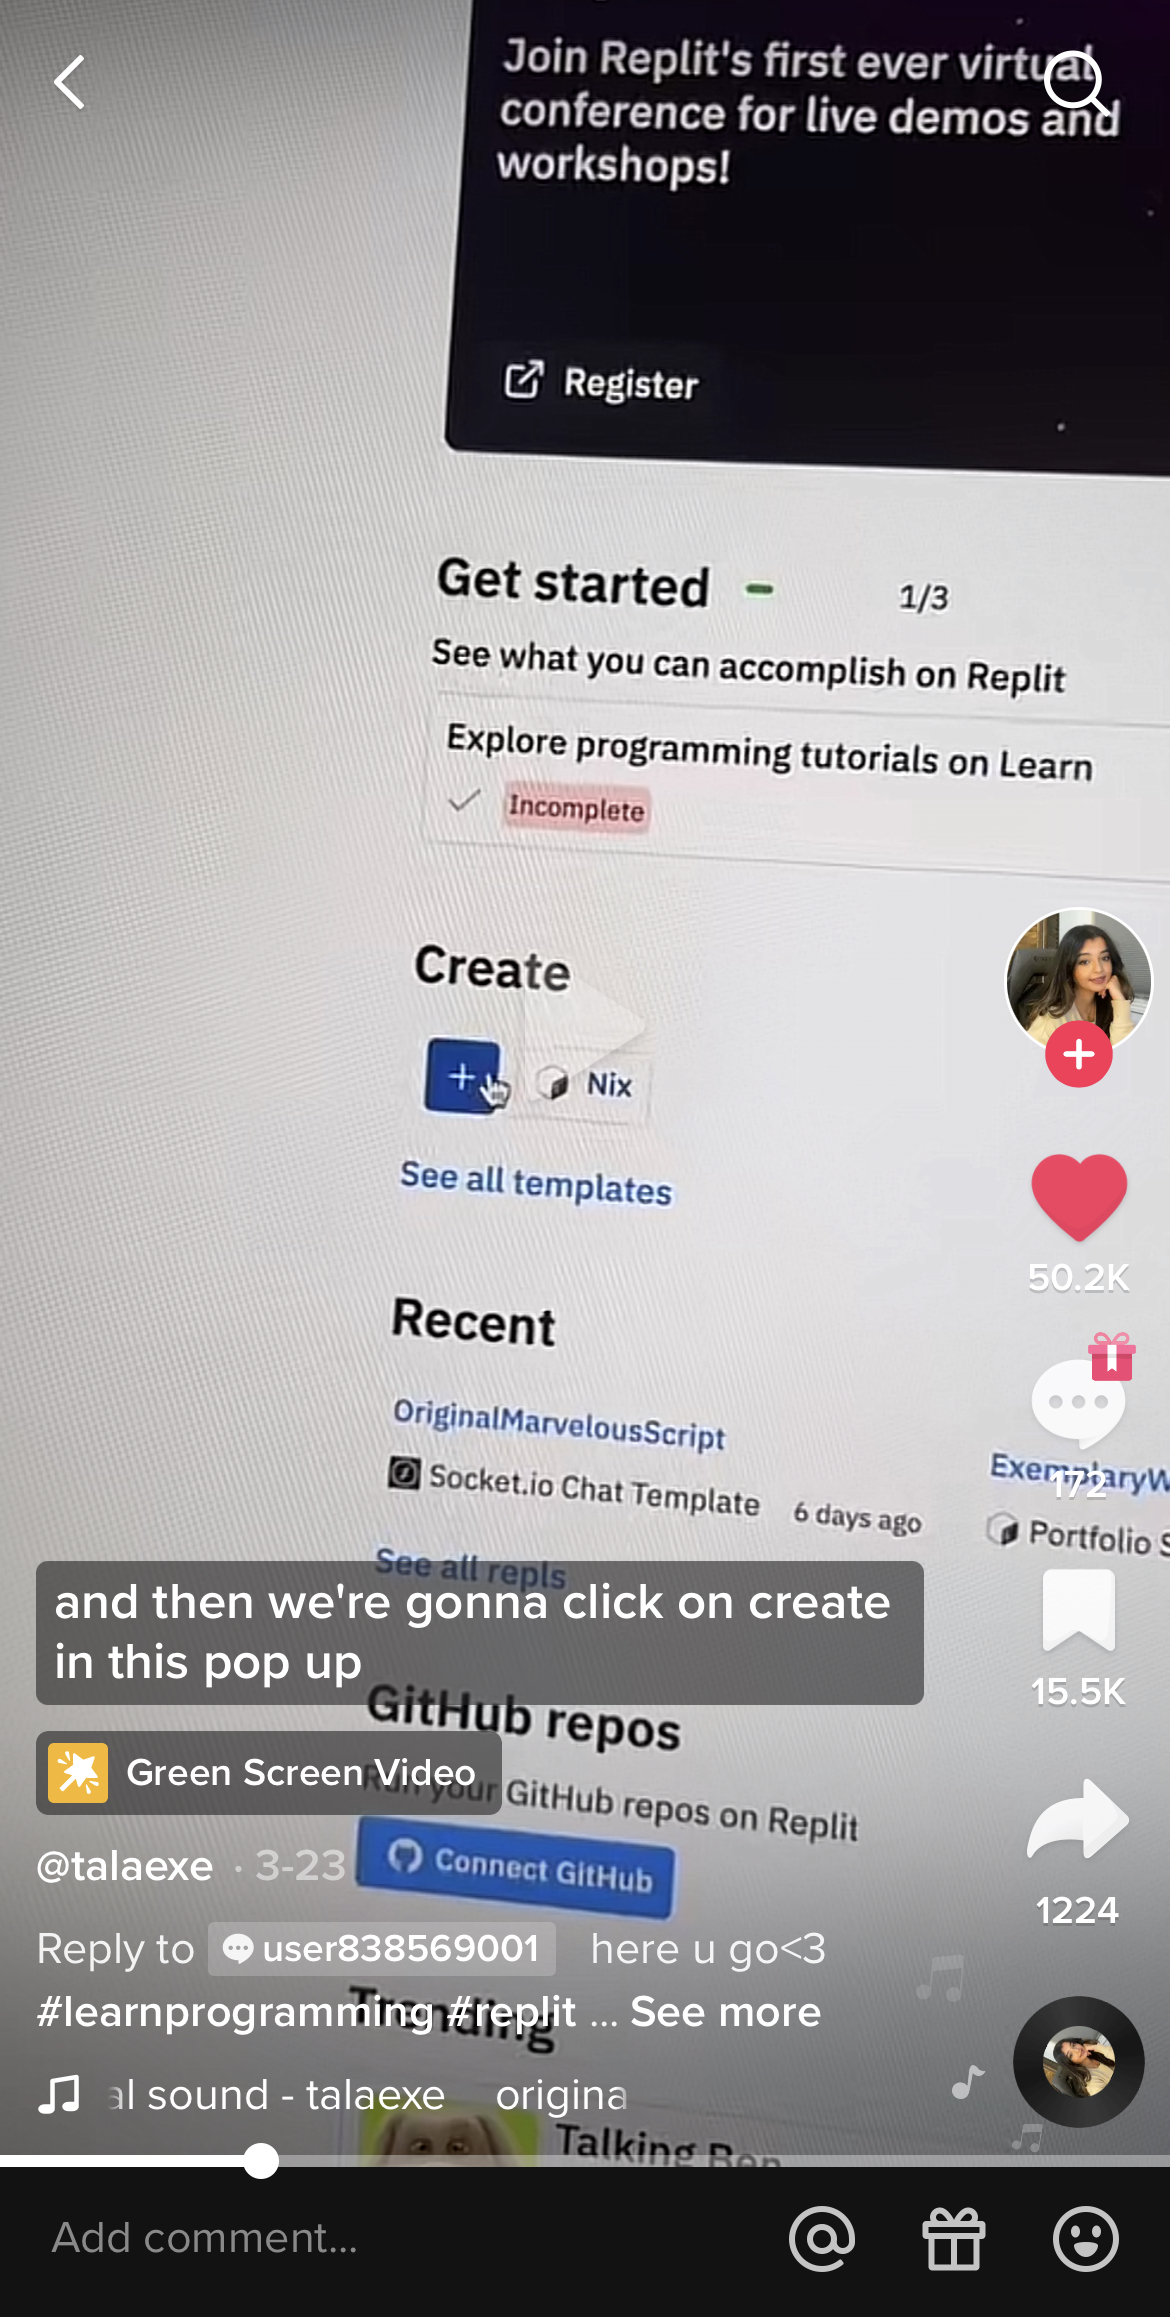 Join Replit's first ever virtual
conference for live demos and
workshops!
Register
Get started
1/3
See what you can accomplish on Replit
Explore programming tutorials on Learn
Incomplete
Create
+
Nix
See all templates
50.2K
Recent
OriginalMarvelousScript
Socket.io Chat Template 6 days ago
172
Portfolio
See all repls
and then we're gonna click on create
in this pop up
15.5K
GitHub repos
Green Screen Video
Run your GitHub repos on Replit
@talaexe · 3-23
Connect GitHub
1224
Reply to user838569001 here u go<3
#learnprogramming #replit ... See more
Trending
al sound - talaexe origina
Talking Ben
Add comment...